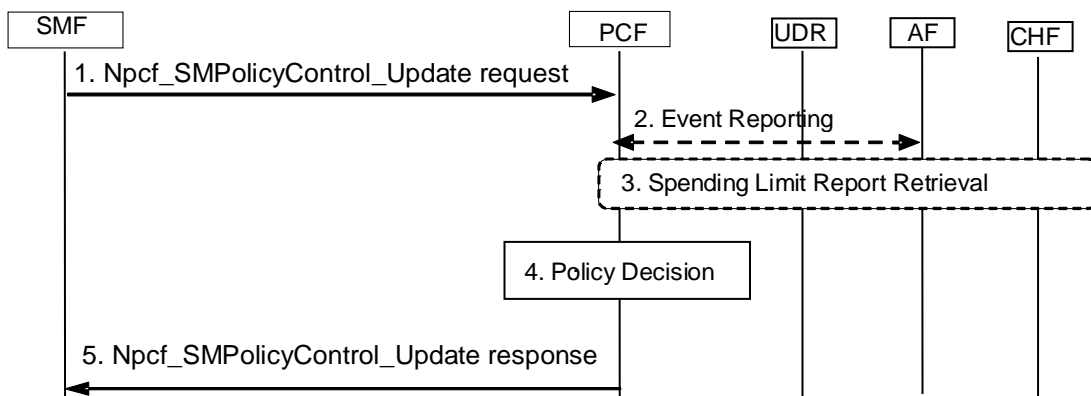 SMF
PCF
UDR
AF
CHF
1. Npcf_SMPolicyControl_Update request
2. Event Reporting
3. Spending Limit Report Retrieval
4. Policy Decision
5. Npcf_SMPolicyControl_Update response